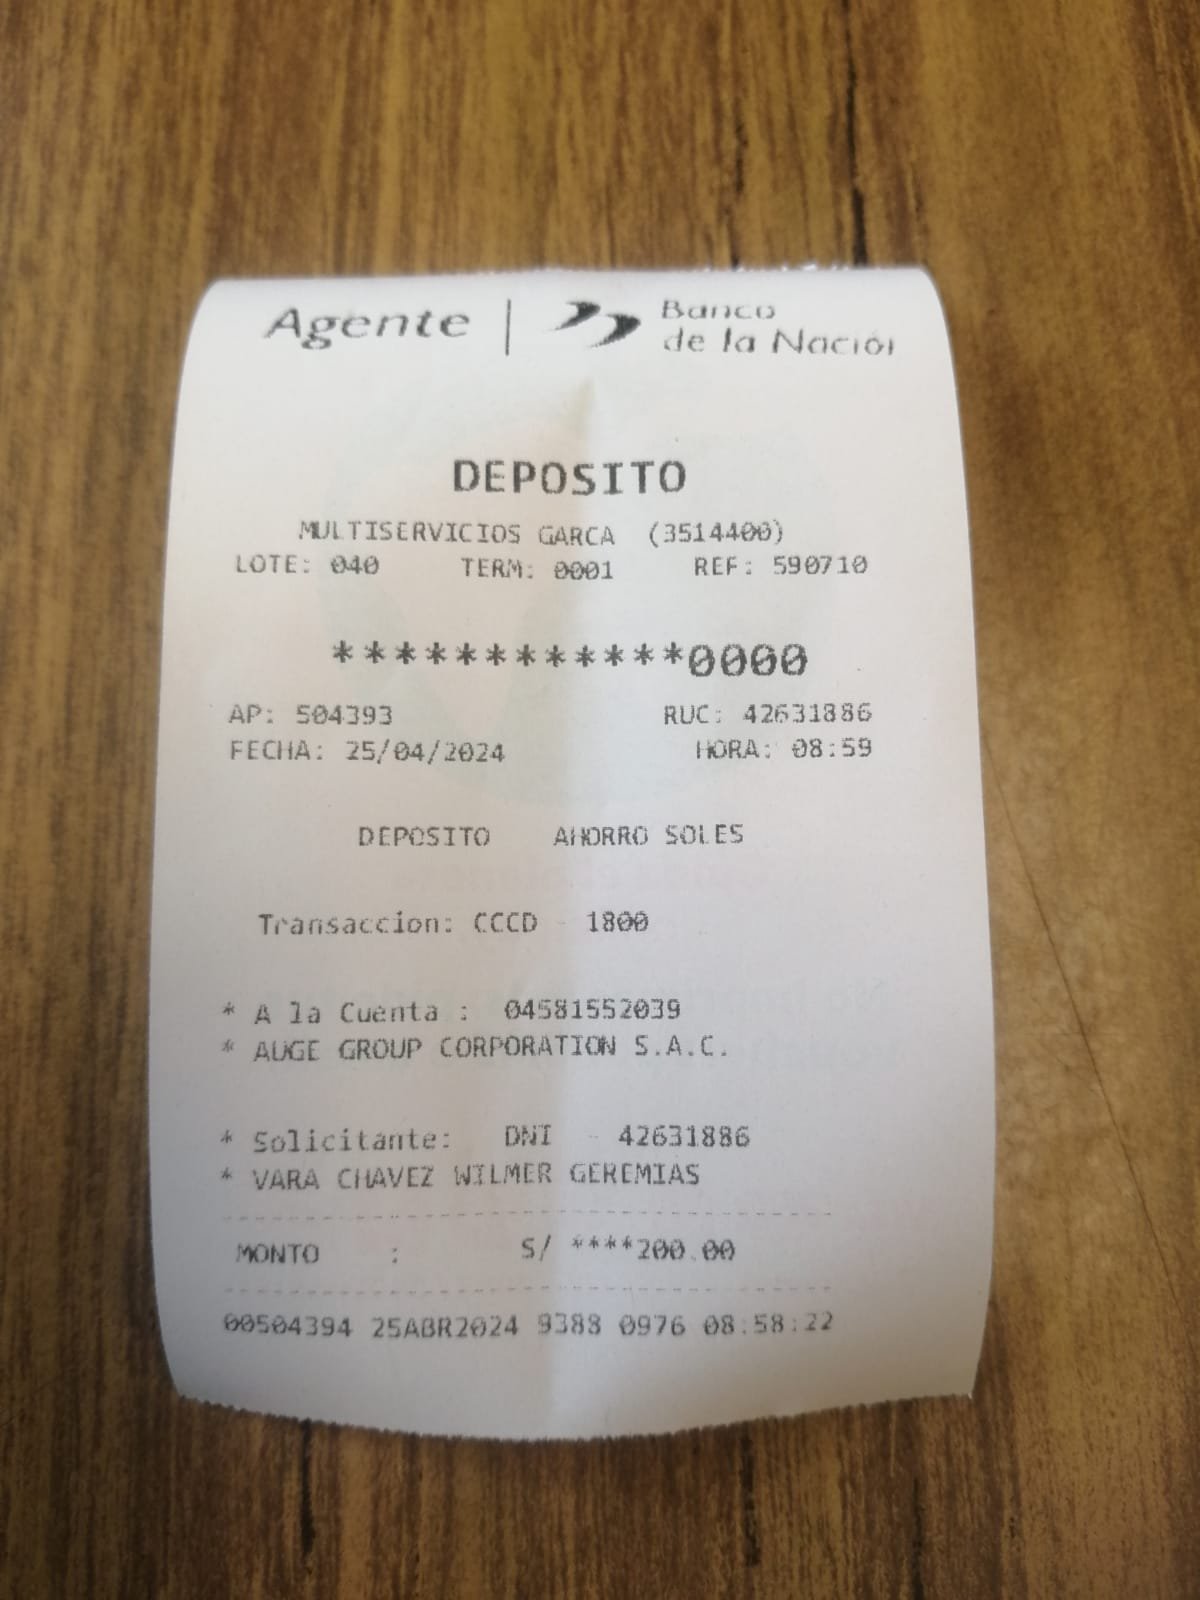 Agente | Banco
de la Nación
DEPOSITO
MULTISERVICIOS GARCA (3514400)
LOTE: 040 TERM: 0001 REF: 590710
************0000
AP: 504393 RUC: 42631886
FECHA: 25/04/2024 HORA: 08:59
DEPOSITO AHORRO SOLES
Transaccion: CCCD - 1800
* A la Cuenta : 04581552039
* AUGE GROUP CORPORATION S.A.C.
* Solicitante: DNI - 42631886
* VARA CHAVEZ WILMER GEREMIAS
MONTO : S/ ****200.00
00504394 25ABR2024 9388 0976 08:58:22